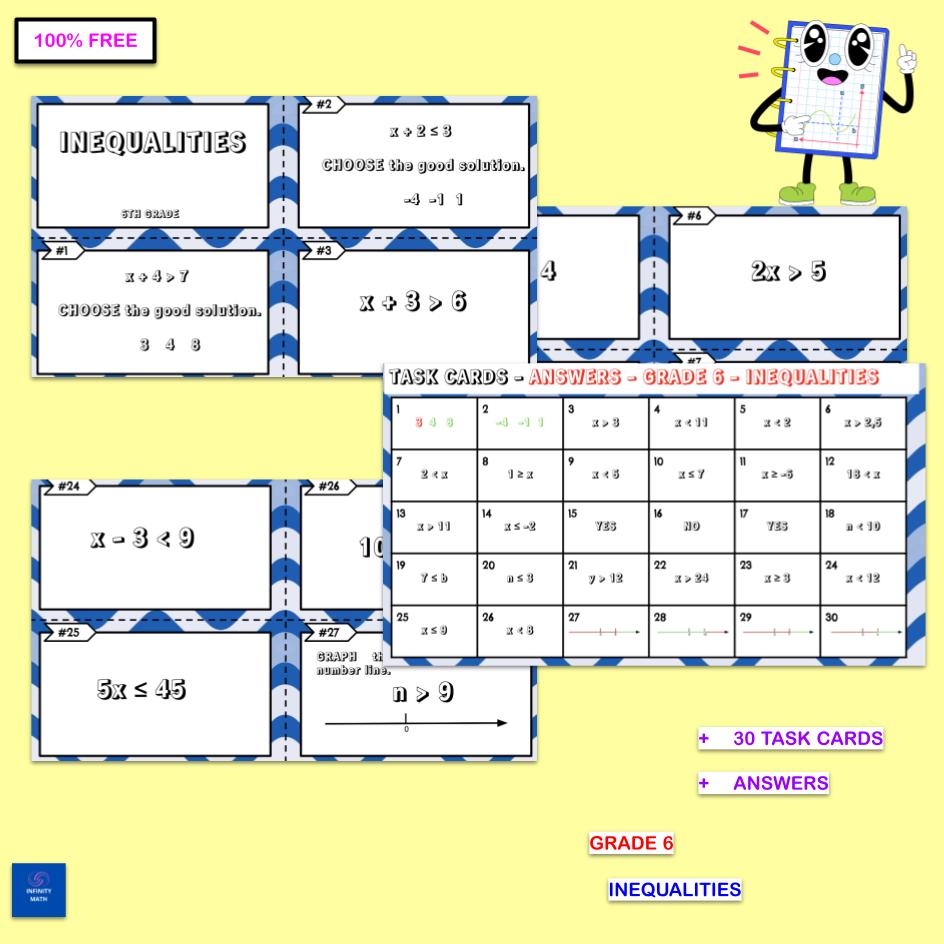 100% FREE
INEQUALITIES
6TH GRADE
#2
x + 2 ≤ 3
CHOOSE the good solution.
-4 -1 1
#1
x + 4 > 7
CHOOSE the good solution.
3 4 8
#3
x + 3 > 6
4
#6
2x > 5
#7
TASK CARDS - ANSWERS - GRADE 6 - INEQUALITIES
1 3 4 8
2 -4 -1 1
3 x > 3
4 x < 11
5 x < 2
6 x > 2,5
7 2 < x
8 1 ≥ x
9 x < 5
10 x ≤ 7
11 x ≥ -5
12 18 < x
13 x > 11
14 x ≤ -2
15 YES
16 NO
17 YES
18 n < 10
19 7 ≤ b
20 n ≤ 3
21 y > 12
22 x > 24
23 x ≥ 3
24 x < 12
25 x ≤ 9
26 x < 8
27
28
29
30
#24
x - 3 < 9
#26
10
#25
5x ≤ 45
#27
GRAPH th
number line.
n > 9
0
+ 30 TASK CARDS
+ ANSWERS
GRADE 6
INEQUALITIES
INFINITY
MATH